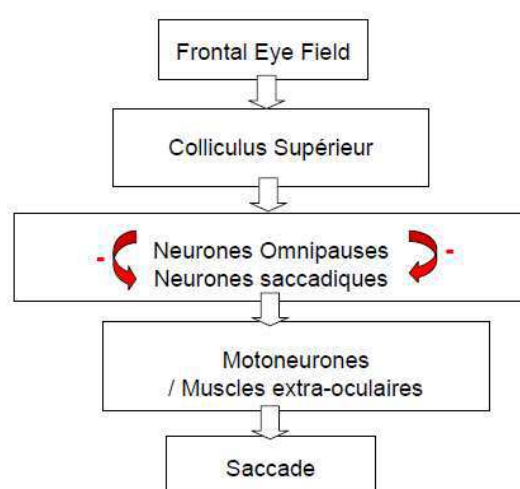 Frontal Eye Field
Colliculus Supérieur
- Neurones Omnipauses -
Neurones saccadiques
Motoneurones
/ Muscles extra-oculaires
Saccade